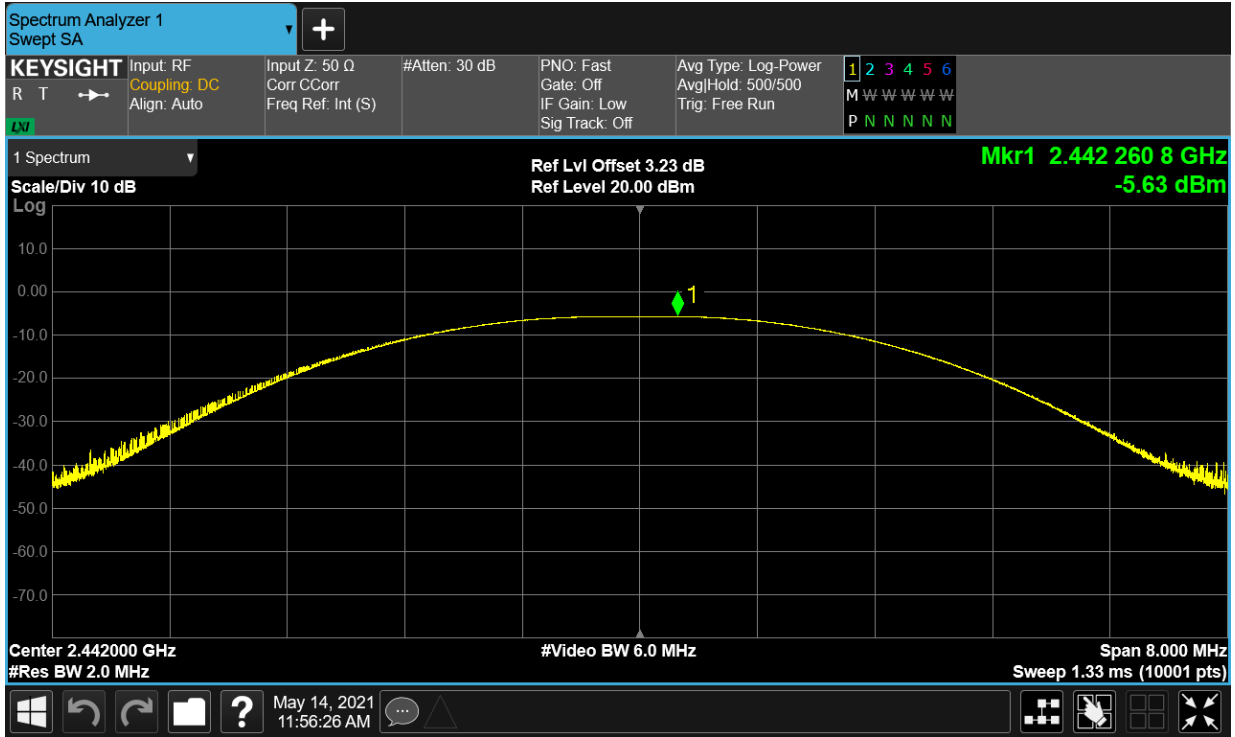 Spectrum Analyzer 1
Swept SA
+
KEYSIGHT
R T
LXI
Input: RF
Coupling: DC
Align: Auto
Input Z: 50 Ω
Corr CCorr
Freq Ref: Int (S)
#Atten: 30 dB
PNO: Fast
Gate: Off
IF Gain: Low
Sig Track: Off
Avg Type: Log-Power
Avg|Hold: 500/500
Trig: Free Run
1 2 3 4 5 6
M W W W W W W
P N N N N N N
1 Spectrum
Scale/Div 10 dB
Log
Ref Lvl Offset 3.23 dB
Ref Level 20.00 dBm
Mkr1 2.442 260 8 GHz
-5.63 dBm
10.0
0.00
-10.0
-20.0
-30.0
-40.0
-50.0
-60.0
-70.0
1
Center 2.442000 GHz
#Res BW 2.0 MHz
#Video BW 6.0 MHz
Span 8.000 MHz
Sweep 1.33 ms (10001 pts)
?
May 14, 2021
11:56:26 AM